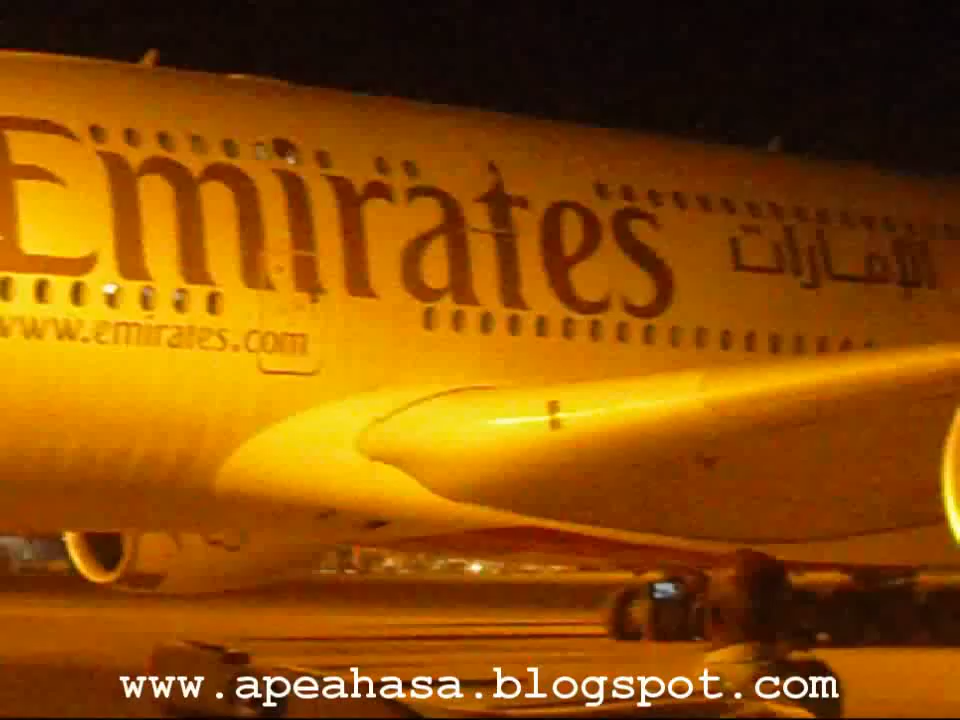 Emirates
الإمارات
www.emirates.com
www.apeahasa.blogspot.com